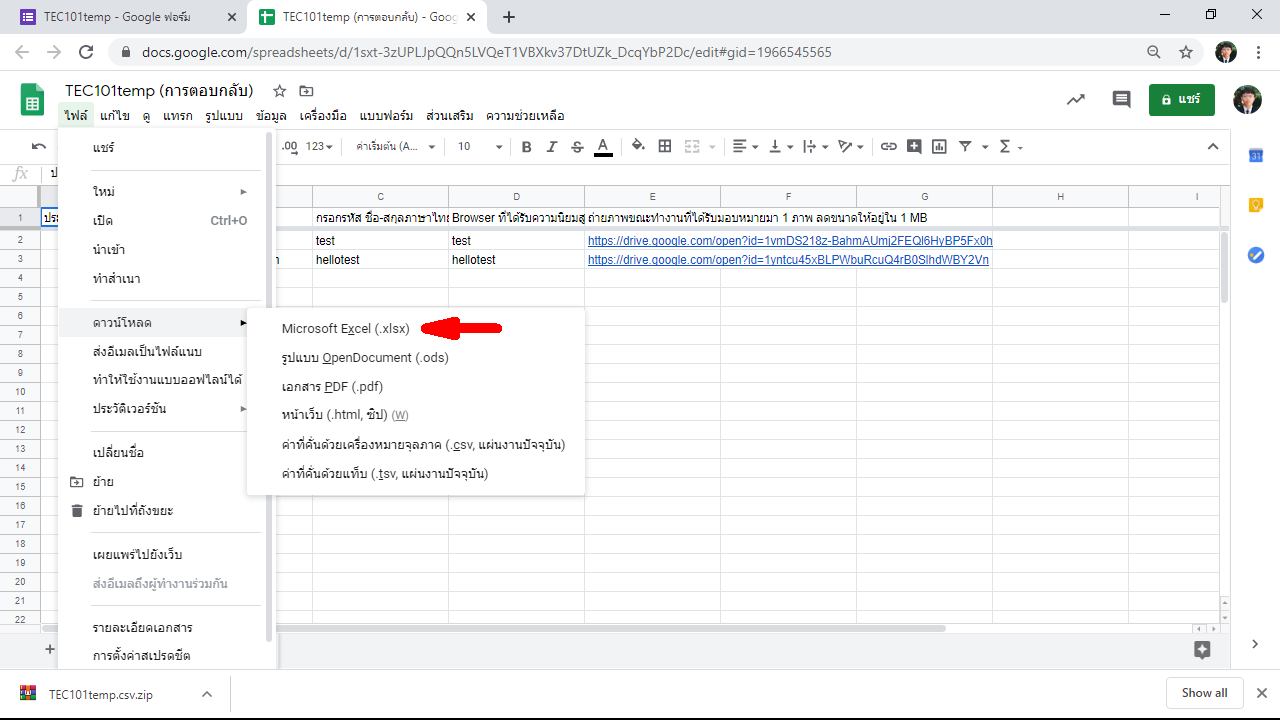 TEC101temp - Google ฟอร์ม
TEC101temp (การตอบกลับ) - Goog
docs.google.com/spreadsheets/d/1sxt-3zUPLJpQQn5LVQeT1VBXkv37DtUZk_DcqYbP2Dc/edit#gid=1966545565
TEC101temp (การตอบกลับ)
ไฟล์ แก้ไข ดู แทรก รูปแบบ ข้อมูล เครื่องมือ แบบฟอร์ม ส่วนเสริม ความช่วยเหลือ
แชร์
.00 123 ค่าเริ่มต้น (A... 10 B I S A
fx
C D E F G H I
1 กรอกรหัส ชื่อ-สกุลภาษาไทย Browser ที่ได้รับความนิยมสู ถ่ายภาพขณะทำงานที่ได้รับมอบหมายมา 1 ภาพ ลดขนาดให้อยู่ใน 1 MB
2 test test https://drive.google.com/open?id=1vmDS218z-BahmAUmj2FEQl6HyBP5Fx0h
3 hellotest hellotest https://drive.google.com/open?id=1yntcu45xBLPWbuRcuQ4rB0SlhdWBY2Vn
4
5
6
7
8
9
10
11
12
13
14
15
16
17
18
19
20
21
22
แชร์
ใหม่
เปิด Ctrl+O
นำเข้า
ทำสำเนา
ดาวน์โหลด
ส่งอีเมลเป็นไฟล์แนบ
ทำให้ใช้งานแบบออฟไลน์ได้
ประวัติเวอร์ชัน
เปลี่ยนชื่อ
ย้าย
ย้ายไปที่ถังขยะ
เผยแพร่ไปยังเว็บ
ส่งอีเมลถึงผู้ทำงานร่วมกัน
รายละเอียดเอกสาร
การตั้งค่าสเปรดชีต
Microsoft Excel (.xlsx)
รูปแบบ OpenDocument (.ods)
เอกสาร PDF (.pdf)
หน้าเว็บ (.html, ซิป) (W)
ค่าที่คั่นด้วยเครื่องหมายจุลภาค (.csv, แผ่นงานปัจจุบัน)
ค่าที่คั่นด้วยแท็บ (.tsv, แผ่นงานปัจจุบัน)
TEC101temp.csv.zip
Show all